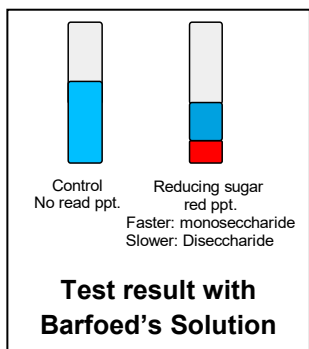 Control
No read ppt.
Reducing sugar
red ppt.
Faster: monoseccharide
Slower: Diseccharide
Test result with
Barfoed's Solution